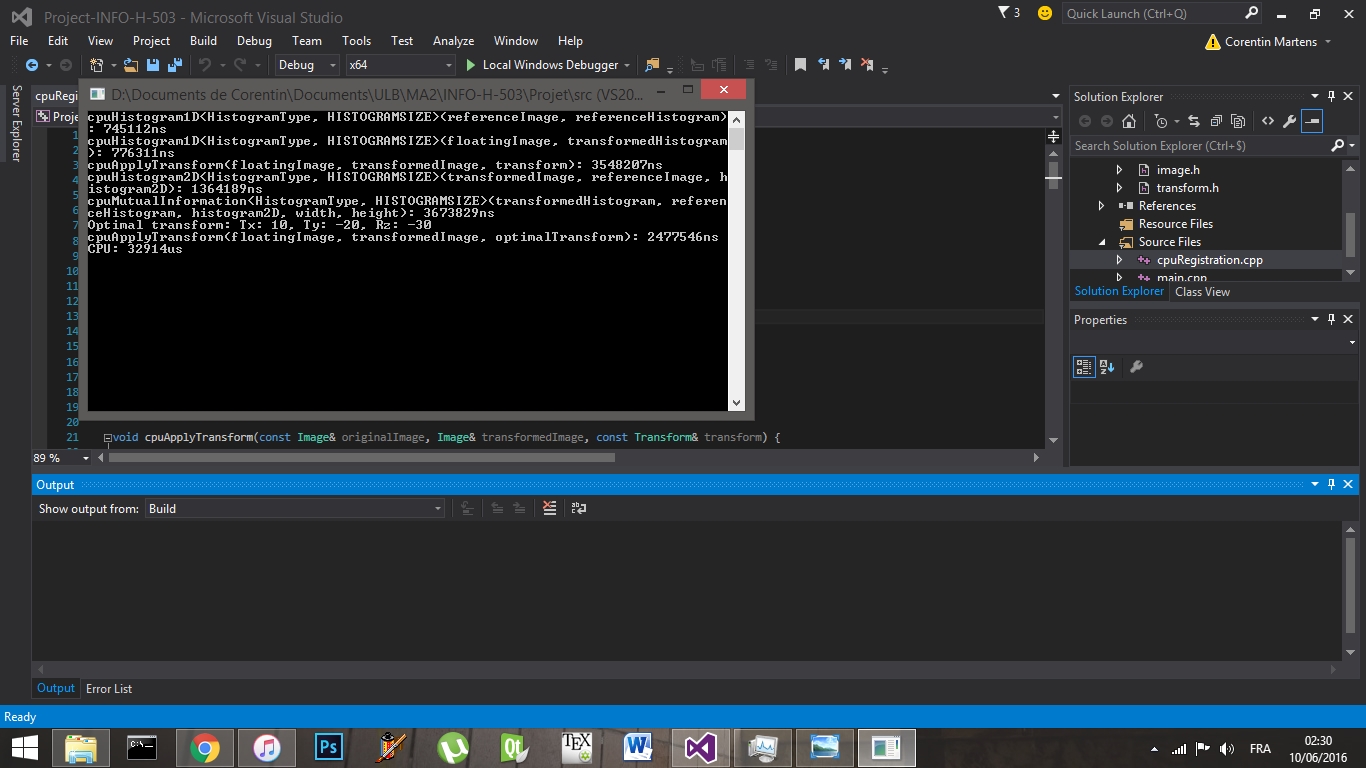 Project-INFO-H-503 - Microsoft Visual Studio
3
Quick Launch (Ctrl+Q)
File Edit View Project Build Debug Team Tools Test Analyze Window Help
Corentin Martens
Debug x64 Local Windows Debugger
Server Explorer
cpuRegi
Proje
D:\Documents de Corentin\Documents\ULB\MA2\INFO-H-503\Projet\src (VS20...
cpuHistogram1D<HistogramType, HISTOGRAMSIZE>(referenceImage, referenceHistogram)
: 745112ns
cpuHistogram1D<HistogramType, HISTOGRAMSIZE>(floatingImage, transformedHistogram
): 776311ns
cpuApplyTransform(floatingImage, transformedImage, transform): 3548207ns
cpuHistogram2D<HistogramType, HISTOGRAMSIZE>(transformedImage, referenceImage, h
istogram2D): 1364189ns
cpuMutualInformation<HistogramType, HISTOGRAMSIZE>(transformedHistogram, referen
ceHistogram, histogram2D, width, height): 3673829ns
Optimal transform: Tx: 10, Ty: -20, Rz: -30
cpuApplyTransform(floatingImage, transformedImage, optimalTransform): 2477546ns
CPU: 32914us
1
2
3
4
5
6
7
8
9
10
11
12
13
14
15
16
17
18
19
20
21 void cpuApplyTransform(const Image& originalImage, Image& transformedImage, const Transform& transform) {
89 %
Solution Explorer
Search Solution Explorer (Ctrl+$)
image.h
transform.h
References
Resource Files
Source Files
cpuRegistration.cpp
main.cpp
Solution Explorer Class View
Properties
Output
Show output from: Build
Output Error List
Ready
C:\_
Ps
Qt
TEX
W
FRA
02:30
10/06/2016